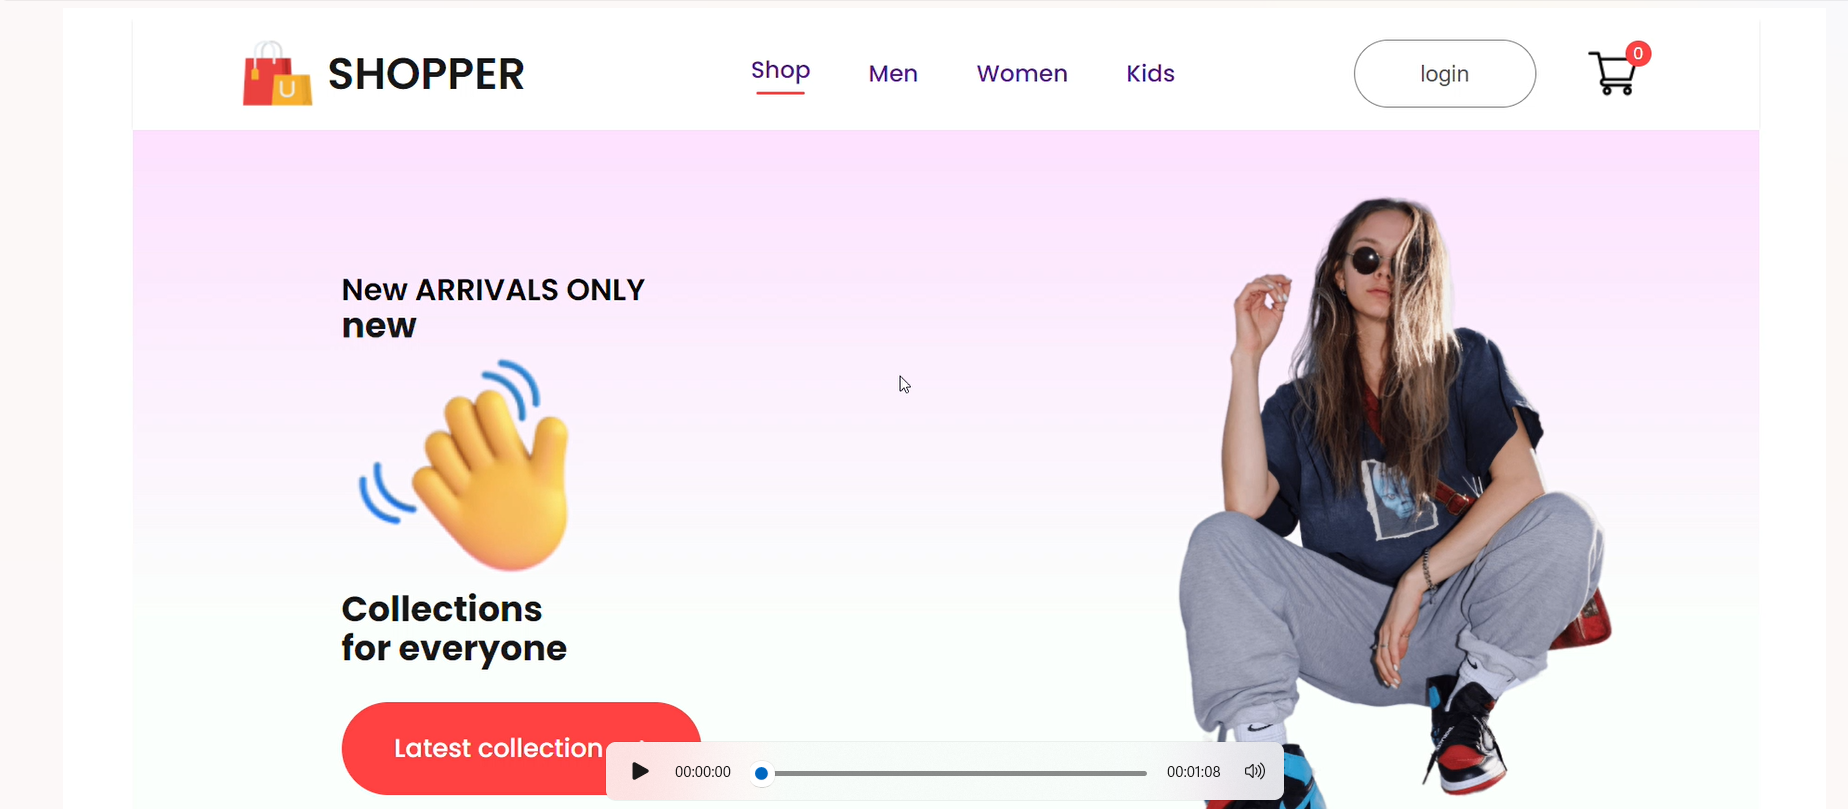 SHOPPER
Shop
Men
Women
Kids
login
0
New ARRIVALS ONLY
new
Collections
for everyone
Latest collection
00:00:00
00:01:08